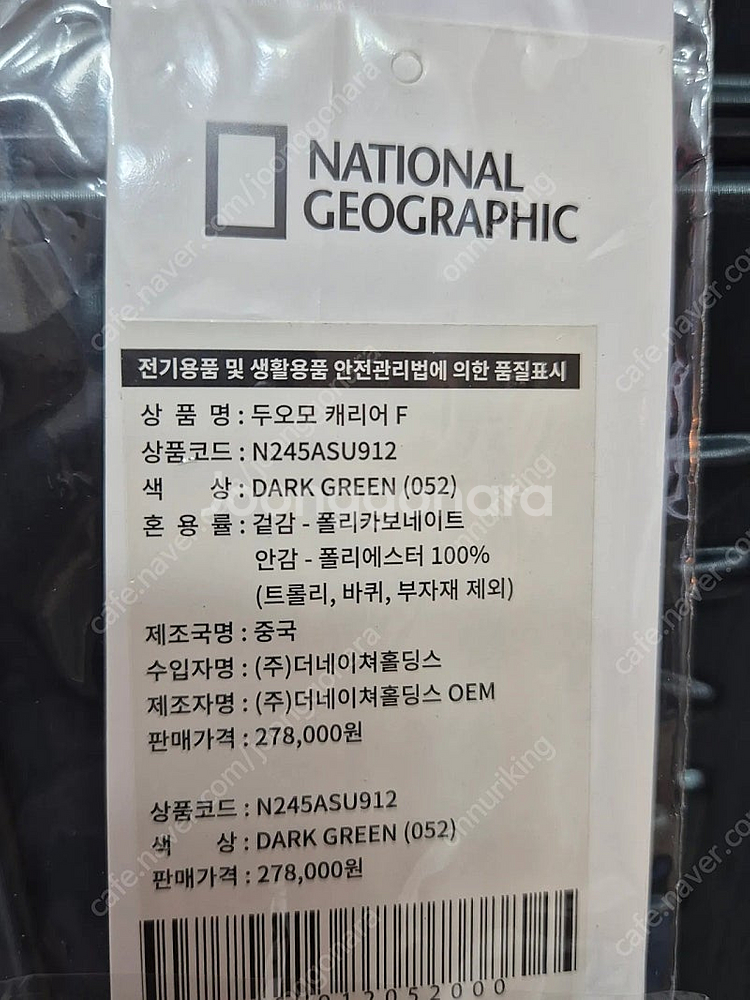 NATIONAL
GEOGRAPHIC
전기용품 및 생활용품 안전관리법에 의한 품질표시
상 품 명 : 두오모 캐리어 F
상품코드 : N245ASU912
색 상 : DARK GREEN (052)
혼 용 률 : 겉감 - 폴리카보네이트
안감 - 폴리에스터 100%
(트롤리, 바퀴, 부자재 제외)
제조국명 : 중국
수입자명 : (주)더네이쳐홀딩스
제조자명 : (주)더네이쳐홀딩스 OEM
판매가격 : 278,000원
상품코드 : N245ASU912
색 상 : DARK GREEN (052)
판매가격 : 278,000원
joongonara
cafe.naver.com/joongonara
onnuriking